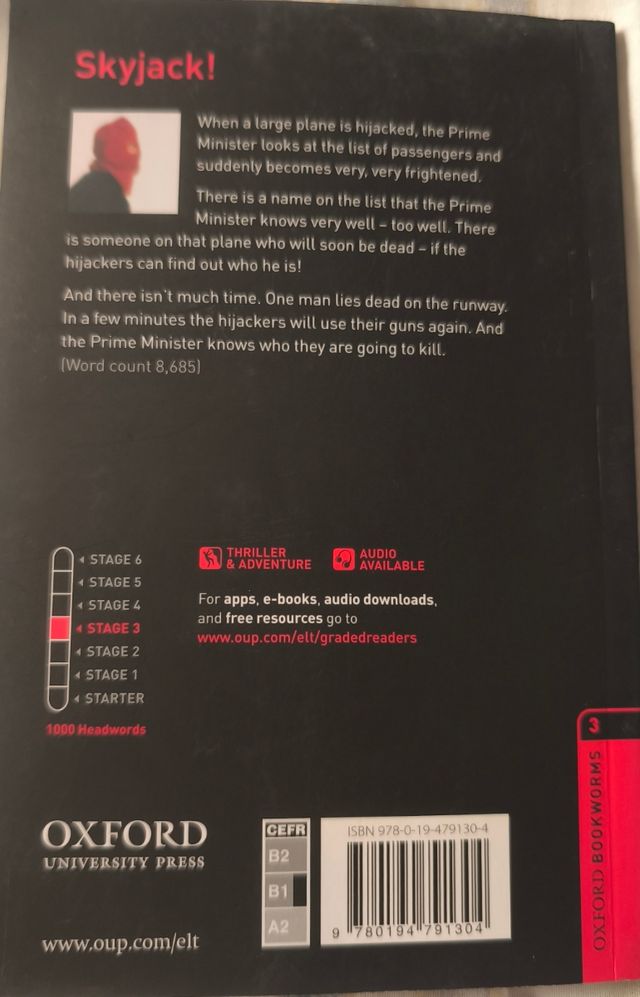 Skyjack!
When a large plane is hijacked, the Prime
Minister looks at the list of passengers and
suddenly becomes very, very frightened.
There is a name on the list that the Prime
Minister knows very well – too well. There
is someone on that plane who will soon be dead – if the
hijackers can find out who he is!
And there isn't much time. One man lies dead on the runway.
In a few minutes the hijackers will use their guns again. And
the Prime Minister knows who they are going to kill.
(Word count 8,685)
STAGE 6
STAGE 5
STAGE 4
STAGE 3
STAGE 2
STAGE 1
STARTER
1000 Headwords
THRILLER
& ADVENTURE
AUDIO
AVAILABLE
For apps, e-books, audio downloads,
and free resources go to
www.oup.com/elt/gradedreaders
3
OXFORD BOOKWORMS
OXFORD
UNIVERSITY PRESS
www.oup.com/elt
CEFR
B2
B1
A2
ISBN 978-0-19-479130-4
9 780194 791304